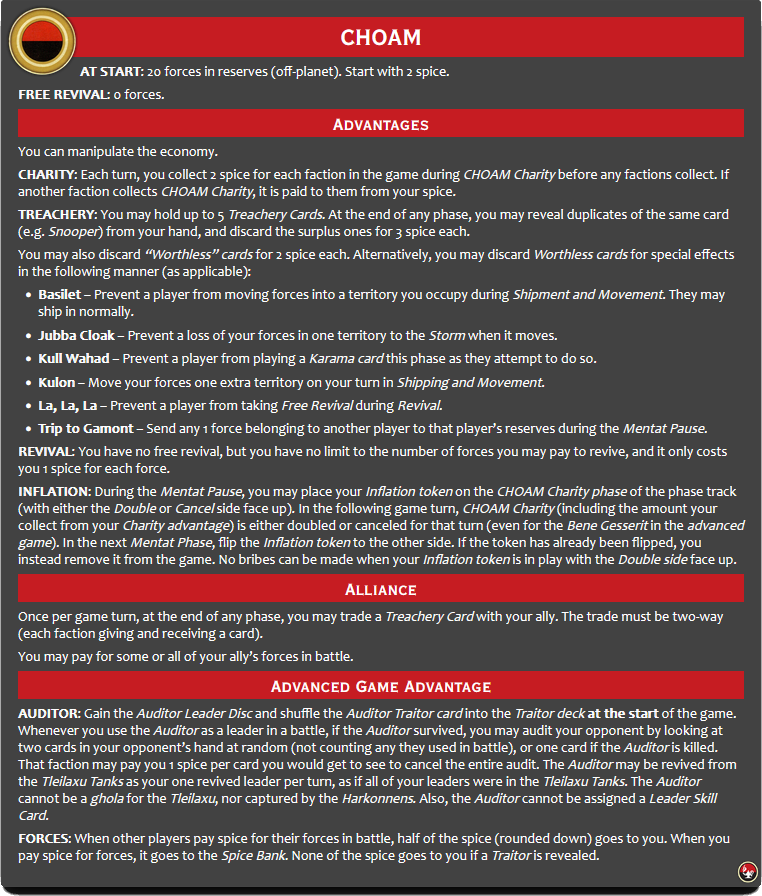 CHOAM
AT START: 20 forces in reserves (off-planet). Start with 2 spice.
FREE REVIVAL: 0 forces.
Advantages
You can manipulate the economy.
CHARITY: Each turn, you collect 2 spice for each faction in the game during CHOAM Charity before any factions collect. If
another faction collects CHOAM Charity, it is paid to them from your spice.
TREACHERY: You may hold up to 5 Treachery Cards. At the end of any phase, you may reveal duplicates of the same card
(e.g. Snooper) from your hand, and discard the surplus ones for 3 spice each.
You may also discard “Worthless” cards for 2 spice each. Alternatively, you may discard Worthless cards for special effects
in the following manner (as applicable):
• Basilet – Prevent a player from moving forces into a territory you occupy during Shipment and Movement. They may
ship in normally.
• Jubba Cloak – Prevent a loss of your forces in one territory to the Storm when it moves.
• Kull Wahad – Prevent a player from playing a Karama card this phase as they attempt to do so.
• Kulon – Move your forces one extra territory on your turn in Shipping and Movement.
• La, La, La – Prevent a player from taking Free Revival during Revival.
• Trip to Gamont – Send any 1 force belonging to another player to that player’s reserves during the Mentat Pause.
REVIVAL: You have no free revival, but you have no limit to the number of forces you may pay to revive, and it only costs
you 1 spice for each force.
INFLATION: During the Mentat Pause, you may place your Inflation token on the CHOAM Charity phase of the phase track
(with either the Double or Cancel side face up). In the following game turn, CHOAM Charity (including the amount your
collect from your Charity advantage) is either doubled or canceled for that turn (even for the Bene Gesserit in the advanced
game). In the next Mentat Phase, flip the Inflation token to the other side. If the token has already been flipped, you
instead remove it from the game. No bribes can be made when your Inflation token is in play with the Double side face up.
Alliance
Once per game turn, at the end of any phase, you may trade a Treachery Card with your ally. The trade must be two-way
(each faction giving and receiving a card).
You may pay for some or all of your ally’s forces in battle.
Advanced Game Advantage
AUDITOR: Gain the Auditor Leader Disc and shuffle the Auditor Traitor card into the Traitor deck at the start of the game.
Whenever you use the Auditor as a leader in a battle, if the Auditor survived, you may audit your opponent by looking at
two cards in your opponent’s hand at random (not counting any they used in battle), or one card if the Auditor is killed.
That faction may pay you 1 spice per card you would get to see to cancel the entire audit. The Auditor may be revived from
the Tleilaxu Tanks as your one revived leader per turn, as if all of your leaders were in the Tleilaxu Tanks. The Auditor
cannot be a ghola for the Tleilaxu, nor captured by the Harkonnens. Also, the Auditor cannot be assigned a Leader Skill
Card.
FORCES: When other players pay spice for their forces in battle, half of the spice (rounded down) goes to you. When you
pay spice for forces, it goes to the Spice Bank. None of the spice goes to you if a Traitor is revealed.